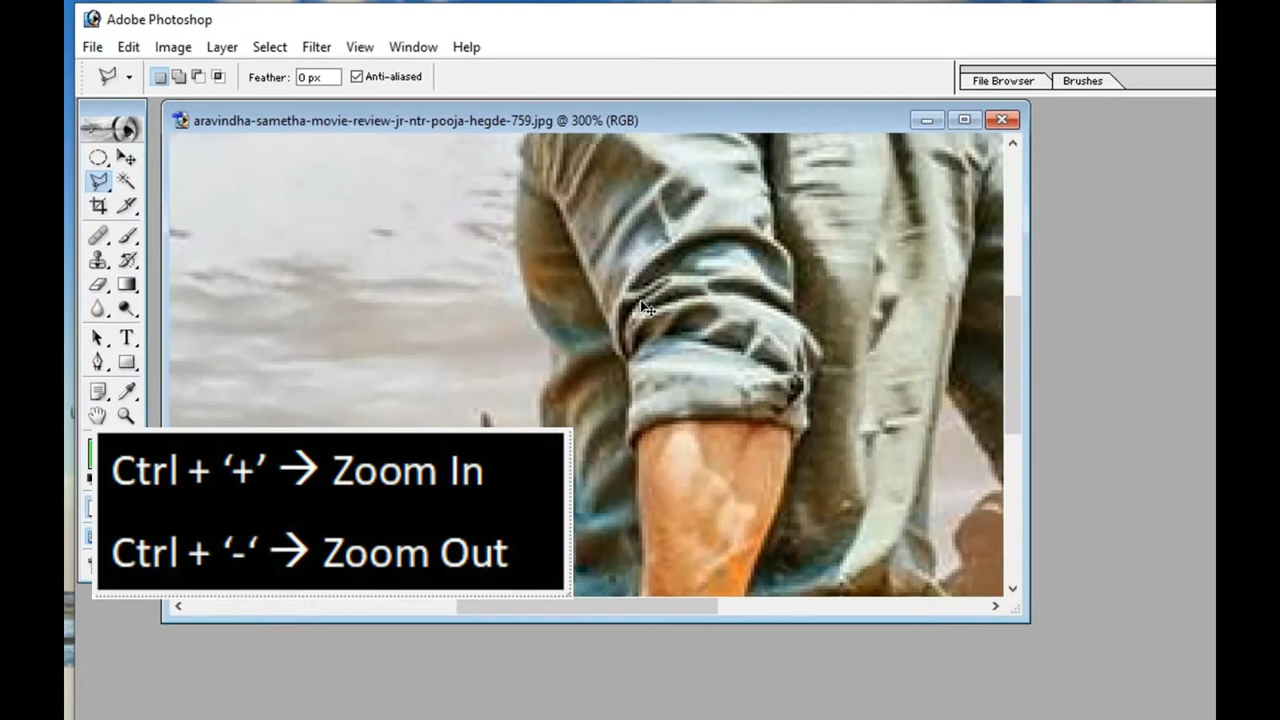 Adobe Photoshop
File Edit Image Layer Select Filter View Window Help
Feather: 0 px Anti-aliased File Browser Brushes
aravindha-sametha-movie-review-jr-ntr-pooja-hegde-759.jpg @ 300% (RGB)
T
Ctrl + ‘+’ → Zoom In
Ctrl + ‘-‘ → Zoom Out